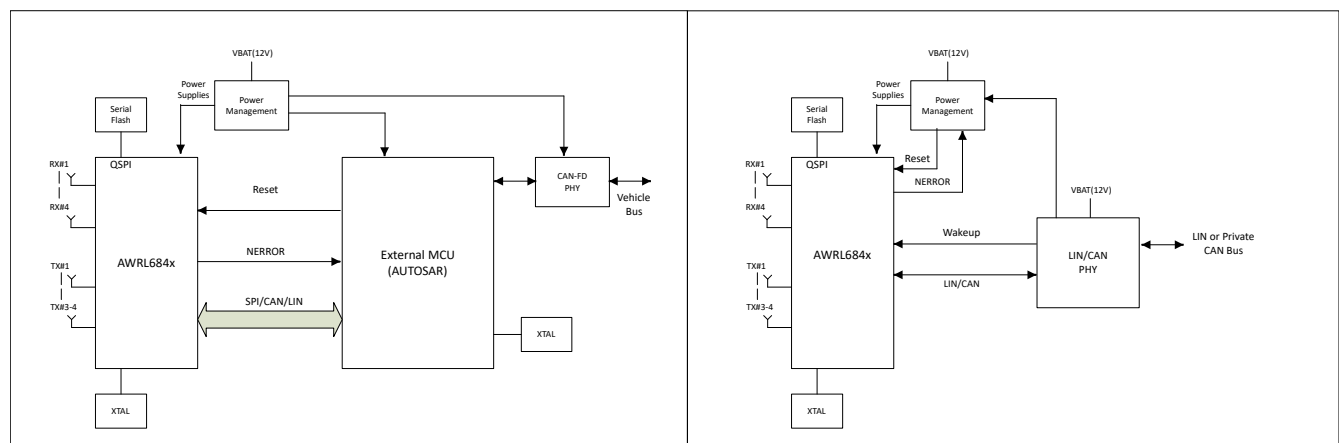 VBAT(12V)
Power
Supplies
Power
Management
Serial
Flash
QSPI
RX#1
RX#4
Reset
CAN-FD
PHY
Vehicle
Bus
AWRL684x
NERROR
External MCU
(AUTOSAR)
TX#1
TX#3-4
SPI/CAN/LIN
XTAL
XTAL
VBAT(12V)
Power
Supplies
Power
Management
Serial
Flash
QSPI
Reset
NERROR
RX#1
RX#4
VBAT(12V)
Wakeup
AWRL684x
LIN/CAN
PHY
LIN or Private
CAN Bus
TX#1
TX#3-4
LIN/CAN
XTAL